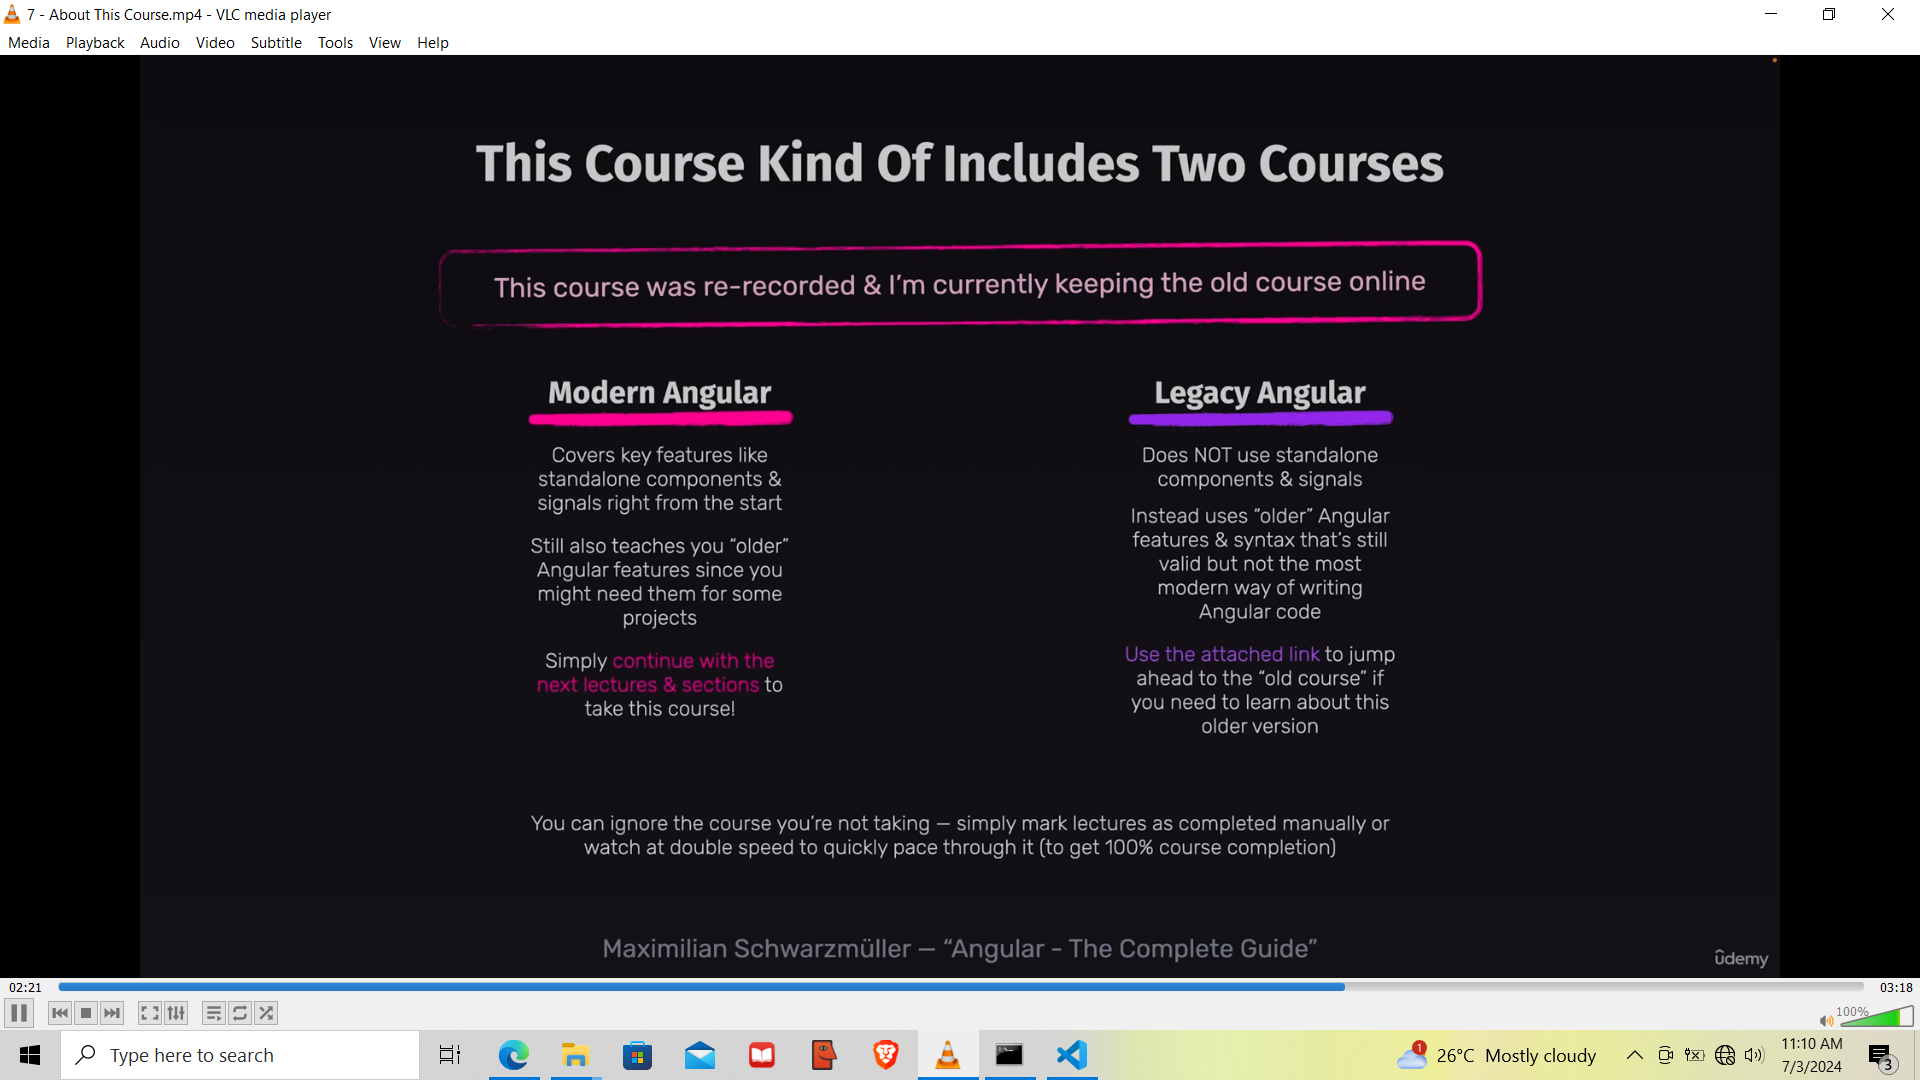 7 - About This Course.mp4 - VLC media player
Media Playback Audio Video Subtitle Tools View Help
This Course Kind Of Includes Two Courses
This course was re-recorded & I'm currently keeping the old course online
Modern Angular
Covers key features like
standalone components &
signals right from the start
Still also teaches you “older”
Angular features since you
might need them for some
projects
Simply continue with the
next lectures & sections to
take this course!
Legacy Angular
Does NOT use standalone
components & signals
Instead uses “older” Angular
features & syntax that's still
valid but not the most
modern way of writing
Angular code
Use the attached link to jump
ahead to the “old course” if
you need to learn about this
older version
You can ignore the course you're not taking — simply mark lectures as completed manually or
watch at double speed to quickly pace through it (to get 100% course completion)
Maximilian Schwarzmüller — “Angular - The Complete Guide”
ûdemy
02:21
03:18
100%
Type here to search
1
26°C Mostly cloudy
11:10 AM
7/3/2024
3